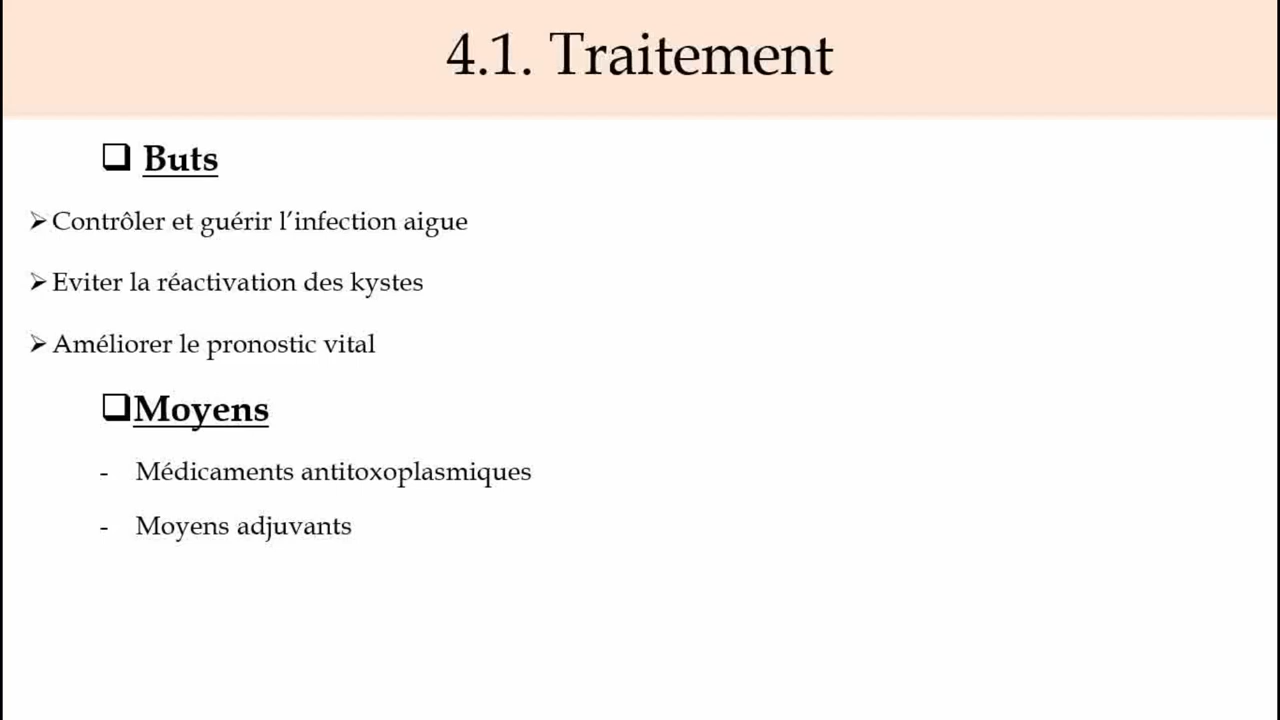 4.1. Traitement
❑ Buts
➢Contrôler et guérir l’infection aigue
➢Eviter la réactivation des kystes
➢Améliorer le pronostic vital
❑Moyens
- Médicaments antitoxoplasmiques
- Moyens adjuvants